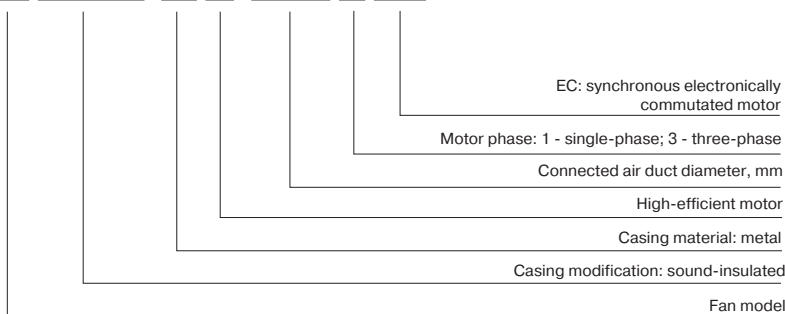 EC: synchronous electronically
commutated motor
Motor phase: 1 - single-phase; 3 - three-phase
Connected air duct diameter, mm
High-efficient motor
Casing material: metal
Casing modification: sound-insulated
Fan model